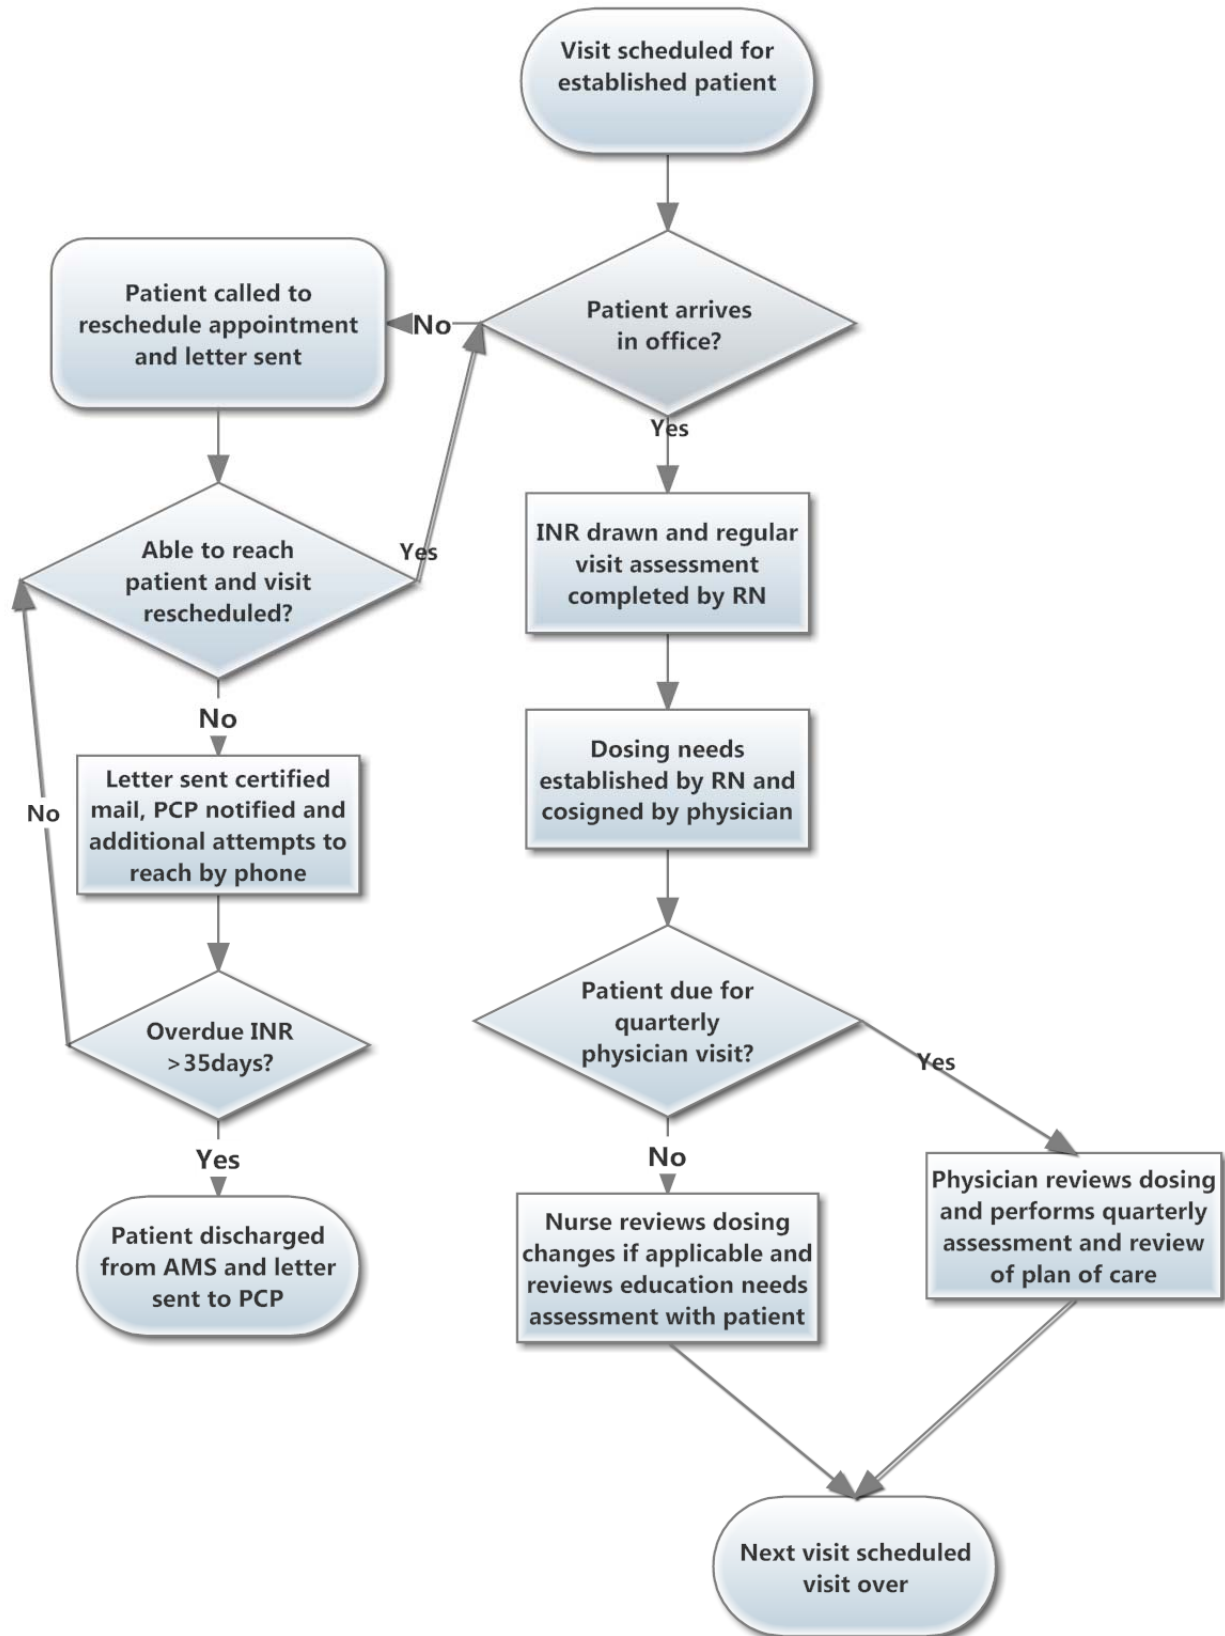 Visit scheduled for
established patient
Patient arrives
in office?
No
Patient called to
reschedule appointment
and letter sent
Yes
Able to reach
patient and visit
rescheduled?
Yes
No
Letter sent certified
mail, PCP notified and
additional attempts to
reach by phone
No
Overdue INR
>35days?
Yes
Patient discharged
from AMS and letter
sent to PCP
INR drawn and regular
visit assessment
completed by RN
Dosing needs
established by RN and
cosigned by physician
Patient due for
quarterly
physician visit?
Yes
No
Nurse reviews dosing
changes if applicable and
reviews education needs
assessment with patient
Physician reviews dosing
and performs quarterly
assessment and review
of plan of care
Next visit scheduled
visit over